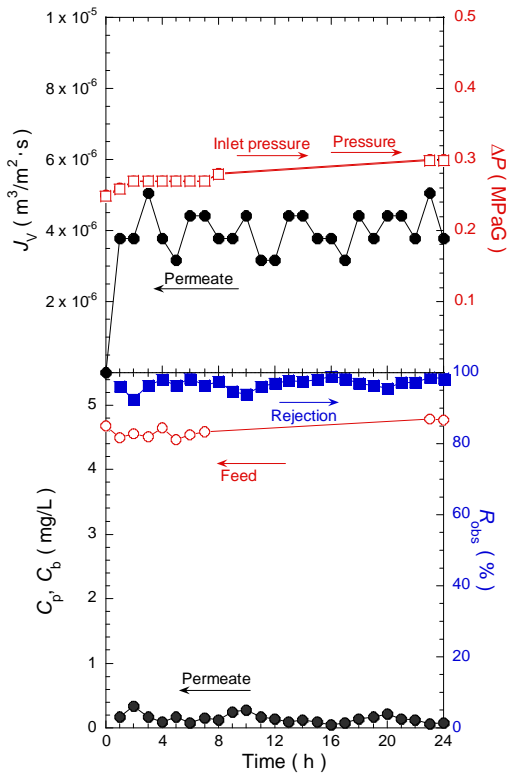 1 x 10⁻⁵
8 x 10⁻⁶
6 x 10⁻⁶
4 x 10⁻⁶
2 x 10⁻⁶
J_V ( m³/m²·s )
0.5
0.4
0.3
0.2
0.1
ΔP ( MPaG )
Inlet pressure
Pressure
Permeate
5
4
3
2
1
0
C_p, C_b ( mg/L )
100
80
60
40
20
0
R_obs ( % )
Rejection
Feed
Permeate
0 4 8 12 16 20 24
Time ( h )